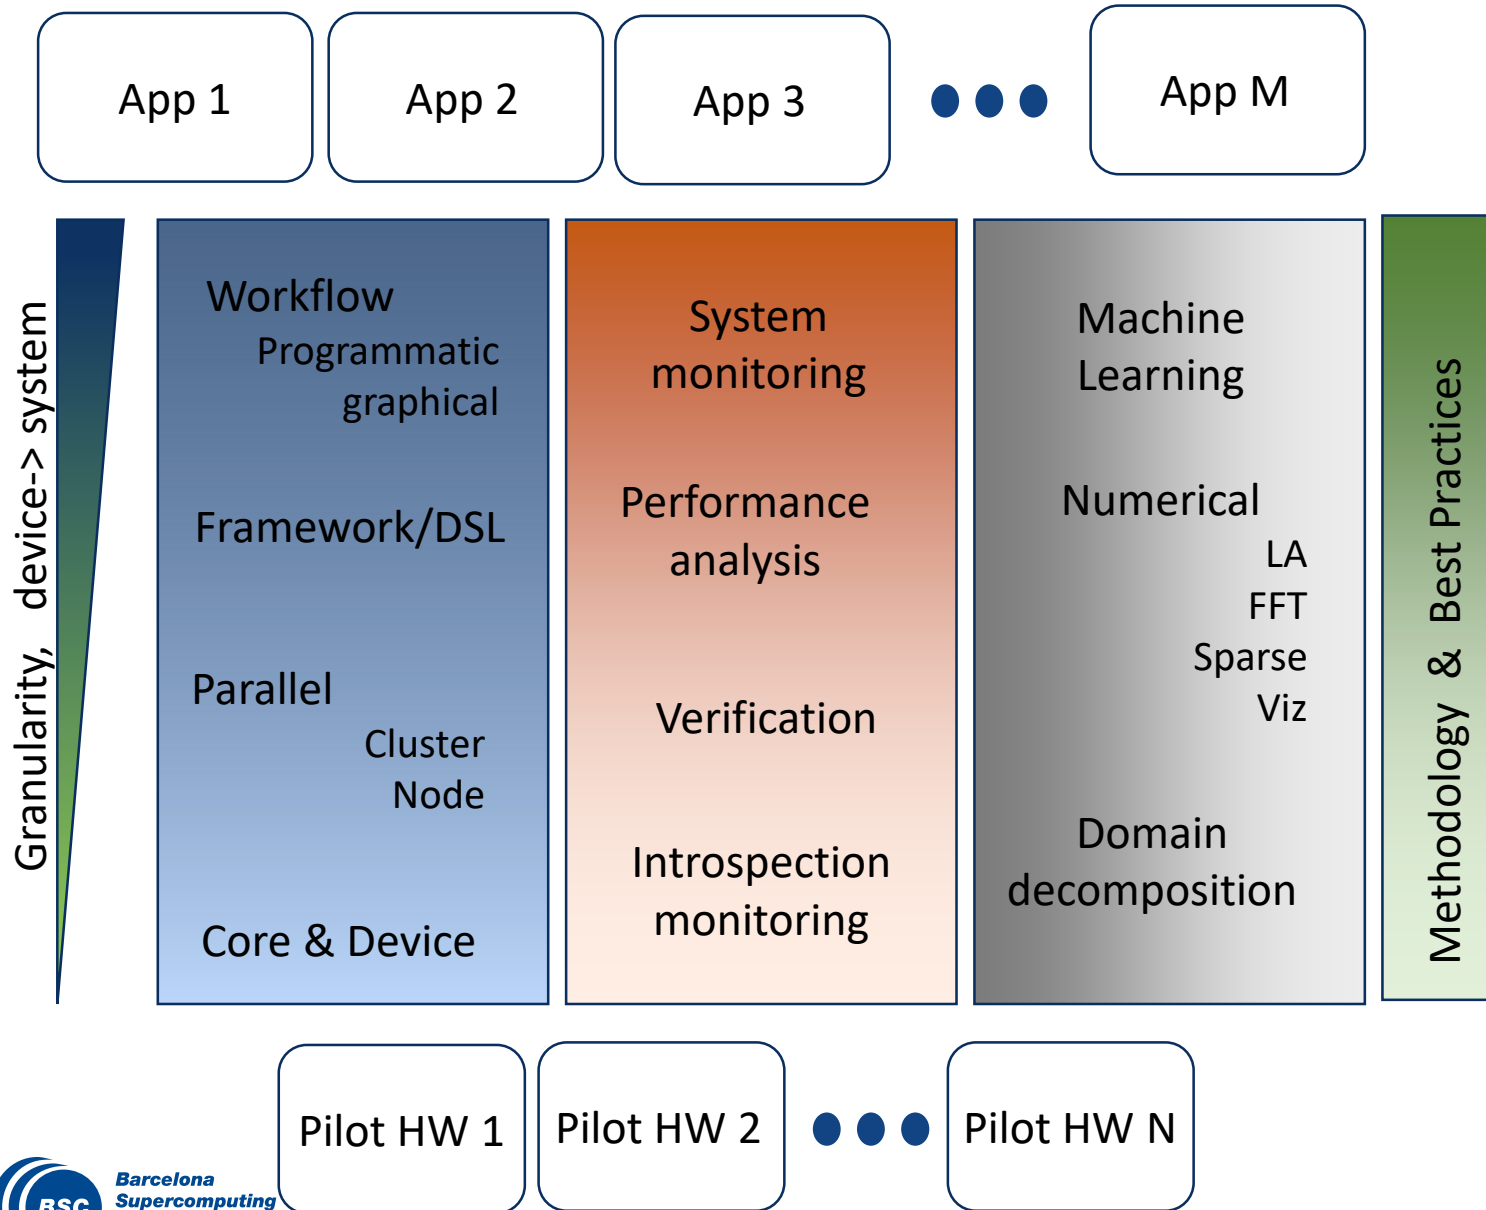 App 1
App 2
App 3
App M
Granularity,   device-> system
Workflow
Programmatic
graphical
Framework/DSL
Parallel
Cluster
Node
Core & Device
System
monitoring
Performance
analysis
Verification
Introspection
monitoring
Machine
Learning
Numerical
LA
FFT
Sparse
Viz
Domain
decomposition
Methodology  &  Best Practices
Pilot HW 1
Pilot HW 2
Pilot HW N
BSC
Barcelona
Supercomputing